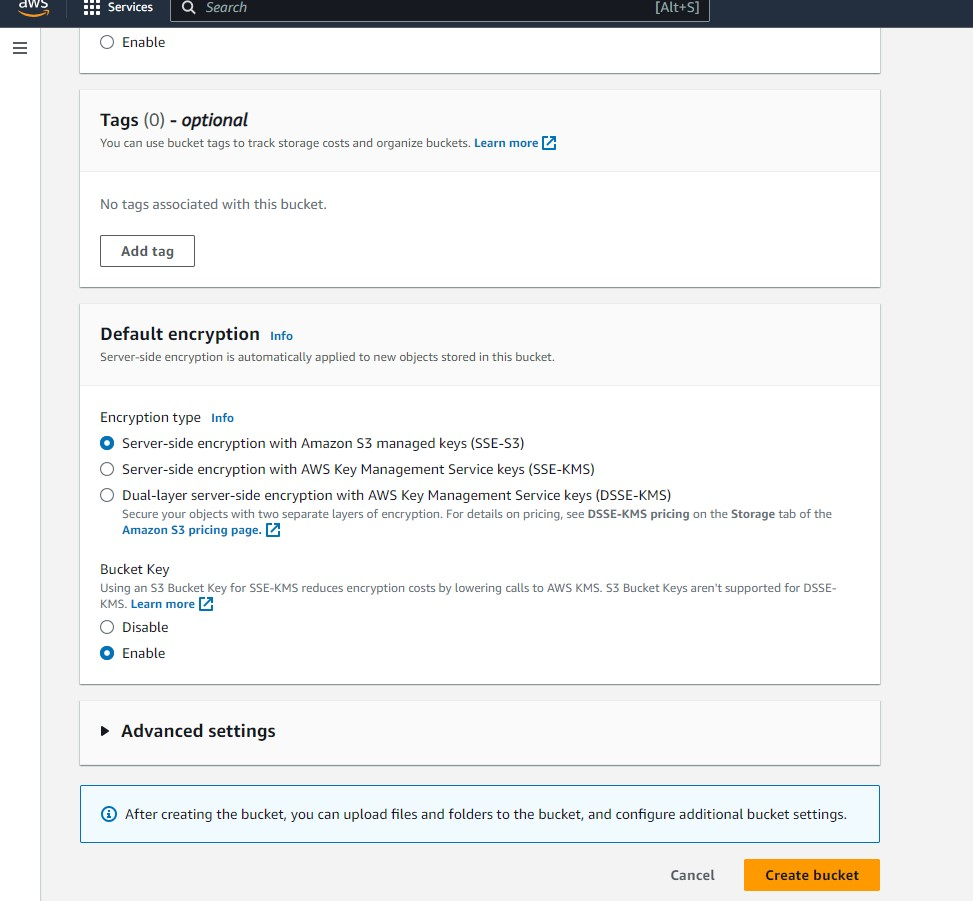 aws
Services
Search
[Alt+S]
Enable
Tags (0) - optional
You can use bucket tags to track storage costs and organize buckets. Learn more
No tags associated with this bucket.
Add tag
Default encryption Info
Server-side encryption is automatically applied to new objects stored in this bucket.
Encryption type Info
Server-side encryption with Amazon S3 managed keys (SSE-S3)
Server-side encryption with AWS Key Management Service keys (SSE-KMS)
Dual-layer server-side encryption with AWS Key Management Service keys (DSSE-KMS)
Secure your objects with two separate layers of encryption. For details on pricing, see DSSE-KMS pricing on the Storage tab of the
Amazon S3 pricing page.
Bucket Key
Using an S3 Bucket Key for SSE-KMS reduces encryption costs by lowering calls to AWS KMS. S3 Bucket Keys aren't supported for DSSE-
KMS. Learn more
Disable
Enable
Advanced settings
After creating the bucket, you can upload files and folders to the bucket, and configure additional bucket settings.
Cancel
Create bucket